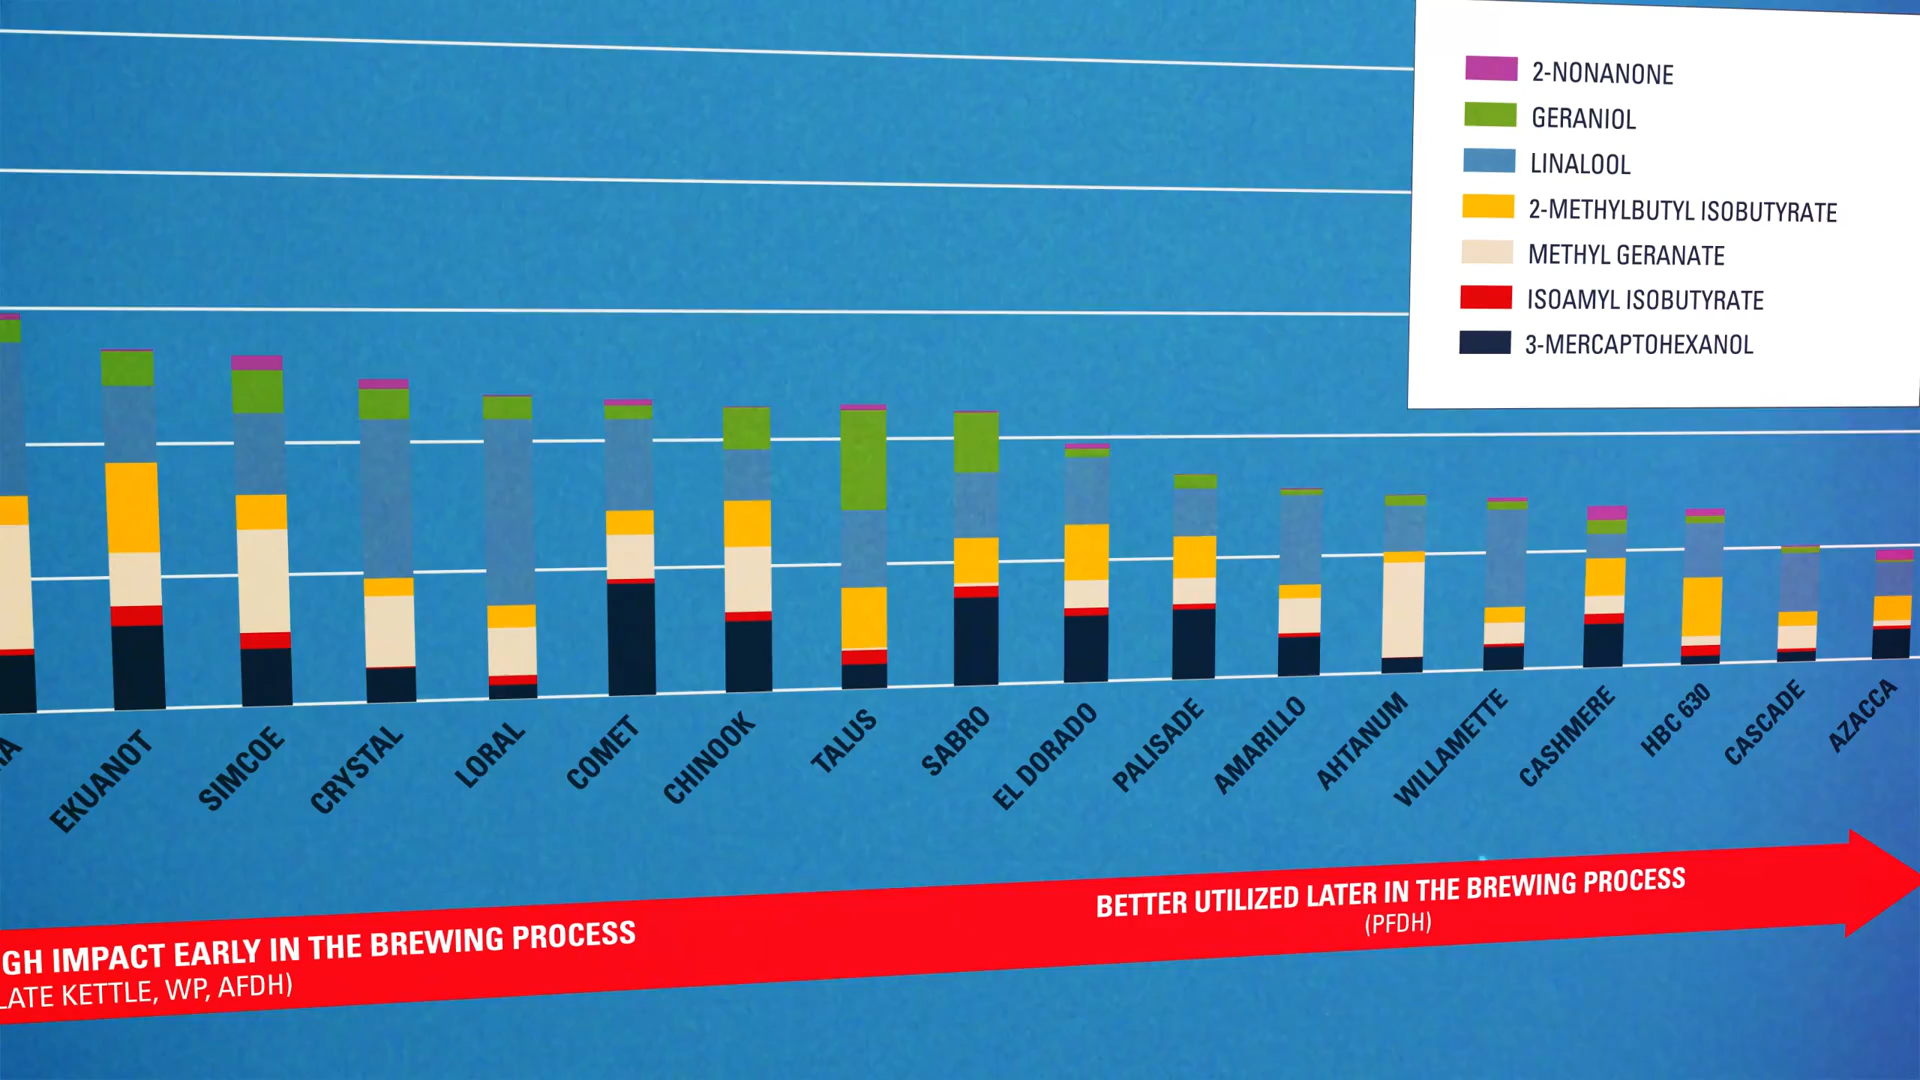 2-NONANONE
GERANIOL
LINALOOL
2-METHYLBUTYL ISOBUTYRATE
METHYL GERANATE
ISOAMYL ISOBUTYRATE
3-MERCAPTOHEXANOL
A
EKUANOT
SIMCOE
CRYSTAL
LORAL
COMET
CHINOOK
TALUS
SABRO
EL DORADO
PALISADE
AMARILLO
AHTANUM
WILLAMETTE
CASHMERE
HBC 630
CASCADE
AZACCA
GH IMPACT EARLY IN THE BREWING PROCESS
LATE KETTLE, WP, AFDH)
BETTER UTILIZED LATER IN THE BREWING PROCESS
(PFDH)